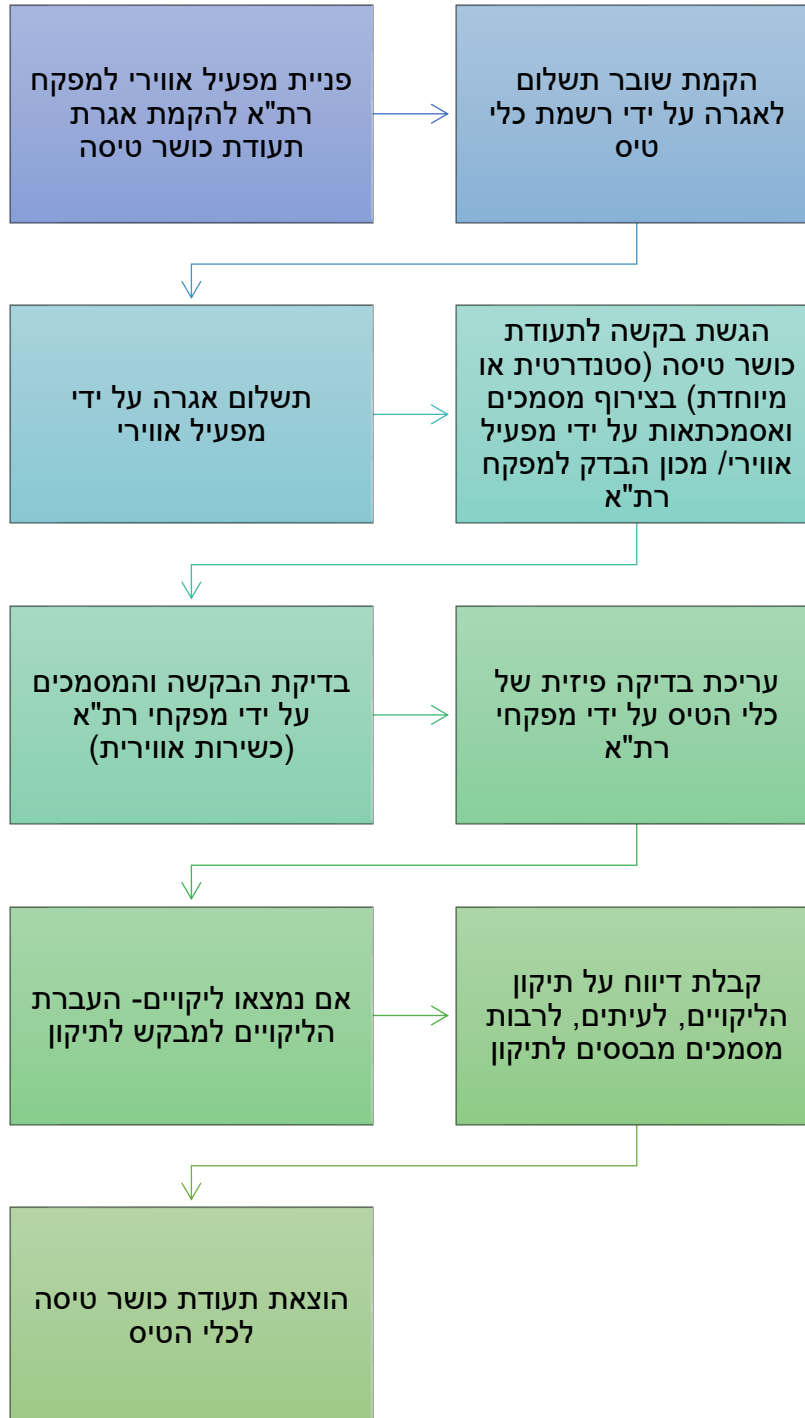 פניית מפעיל אווירי למפקח
רת"א להקמת אגרת
תעודת כושר טיסה
הקמת שובר תשלום
לאגרה על ידי רשמת כלי
טיס
תשלום אגרה על ידי
מפעיל אווירי
הגשת בקשה לתעודת
כושר טיסה (סטנדרטית או
מיוחדת) בצירוף מסמכים
ואסמכתאות על ידי מפעיל
אווירי/ מכון הבדק למפקח
רת"א
בדיקת הבקשה והמסמכים
על ידי מפקחי רת"א
(כשירות אווירית)
עריכת בדיקה פיזית של
כלי הטיס על ידי מפקחי
רת"א
אם נמצאו ליקויים- העברת
הליקויים למבקש לתיקון
קבלת דיווח על תיקון
הליקויים, לעיתים, לרבות
מסמכים מבססים לתיקון
הוצאת תעודת כושר טיסה
לכלי הטיס